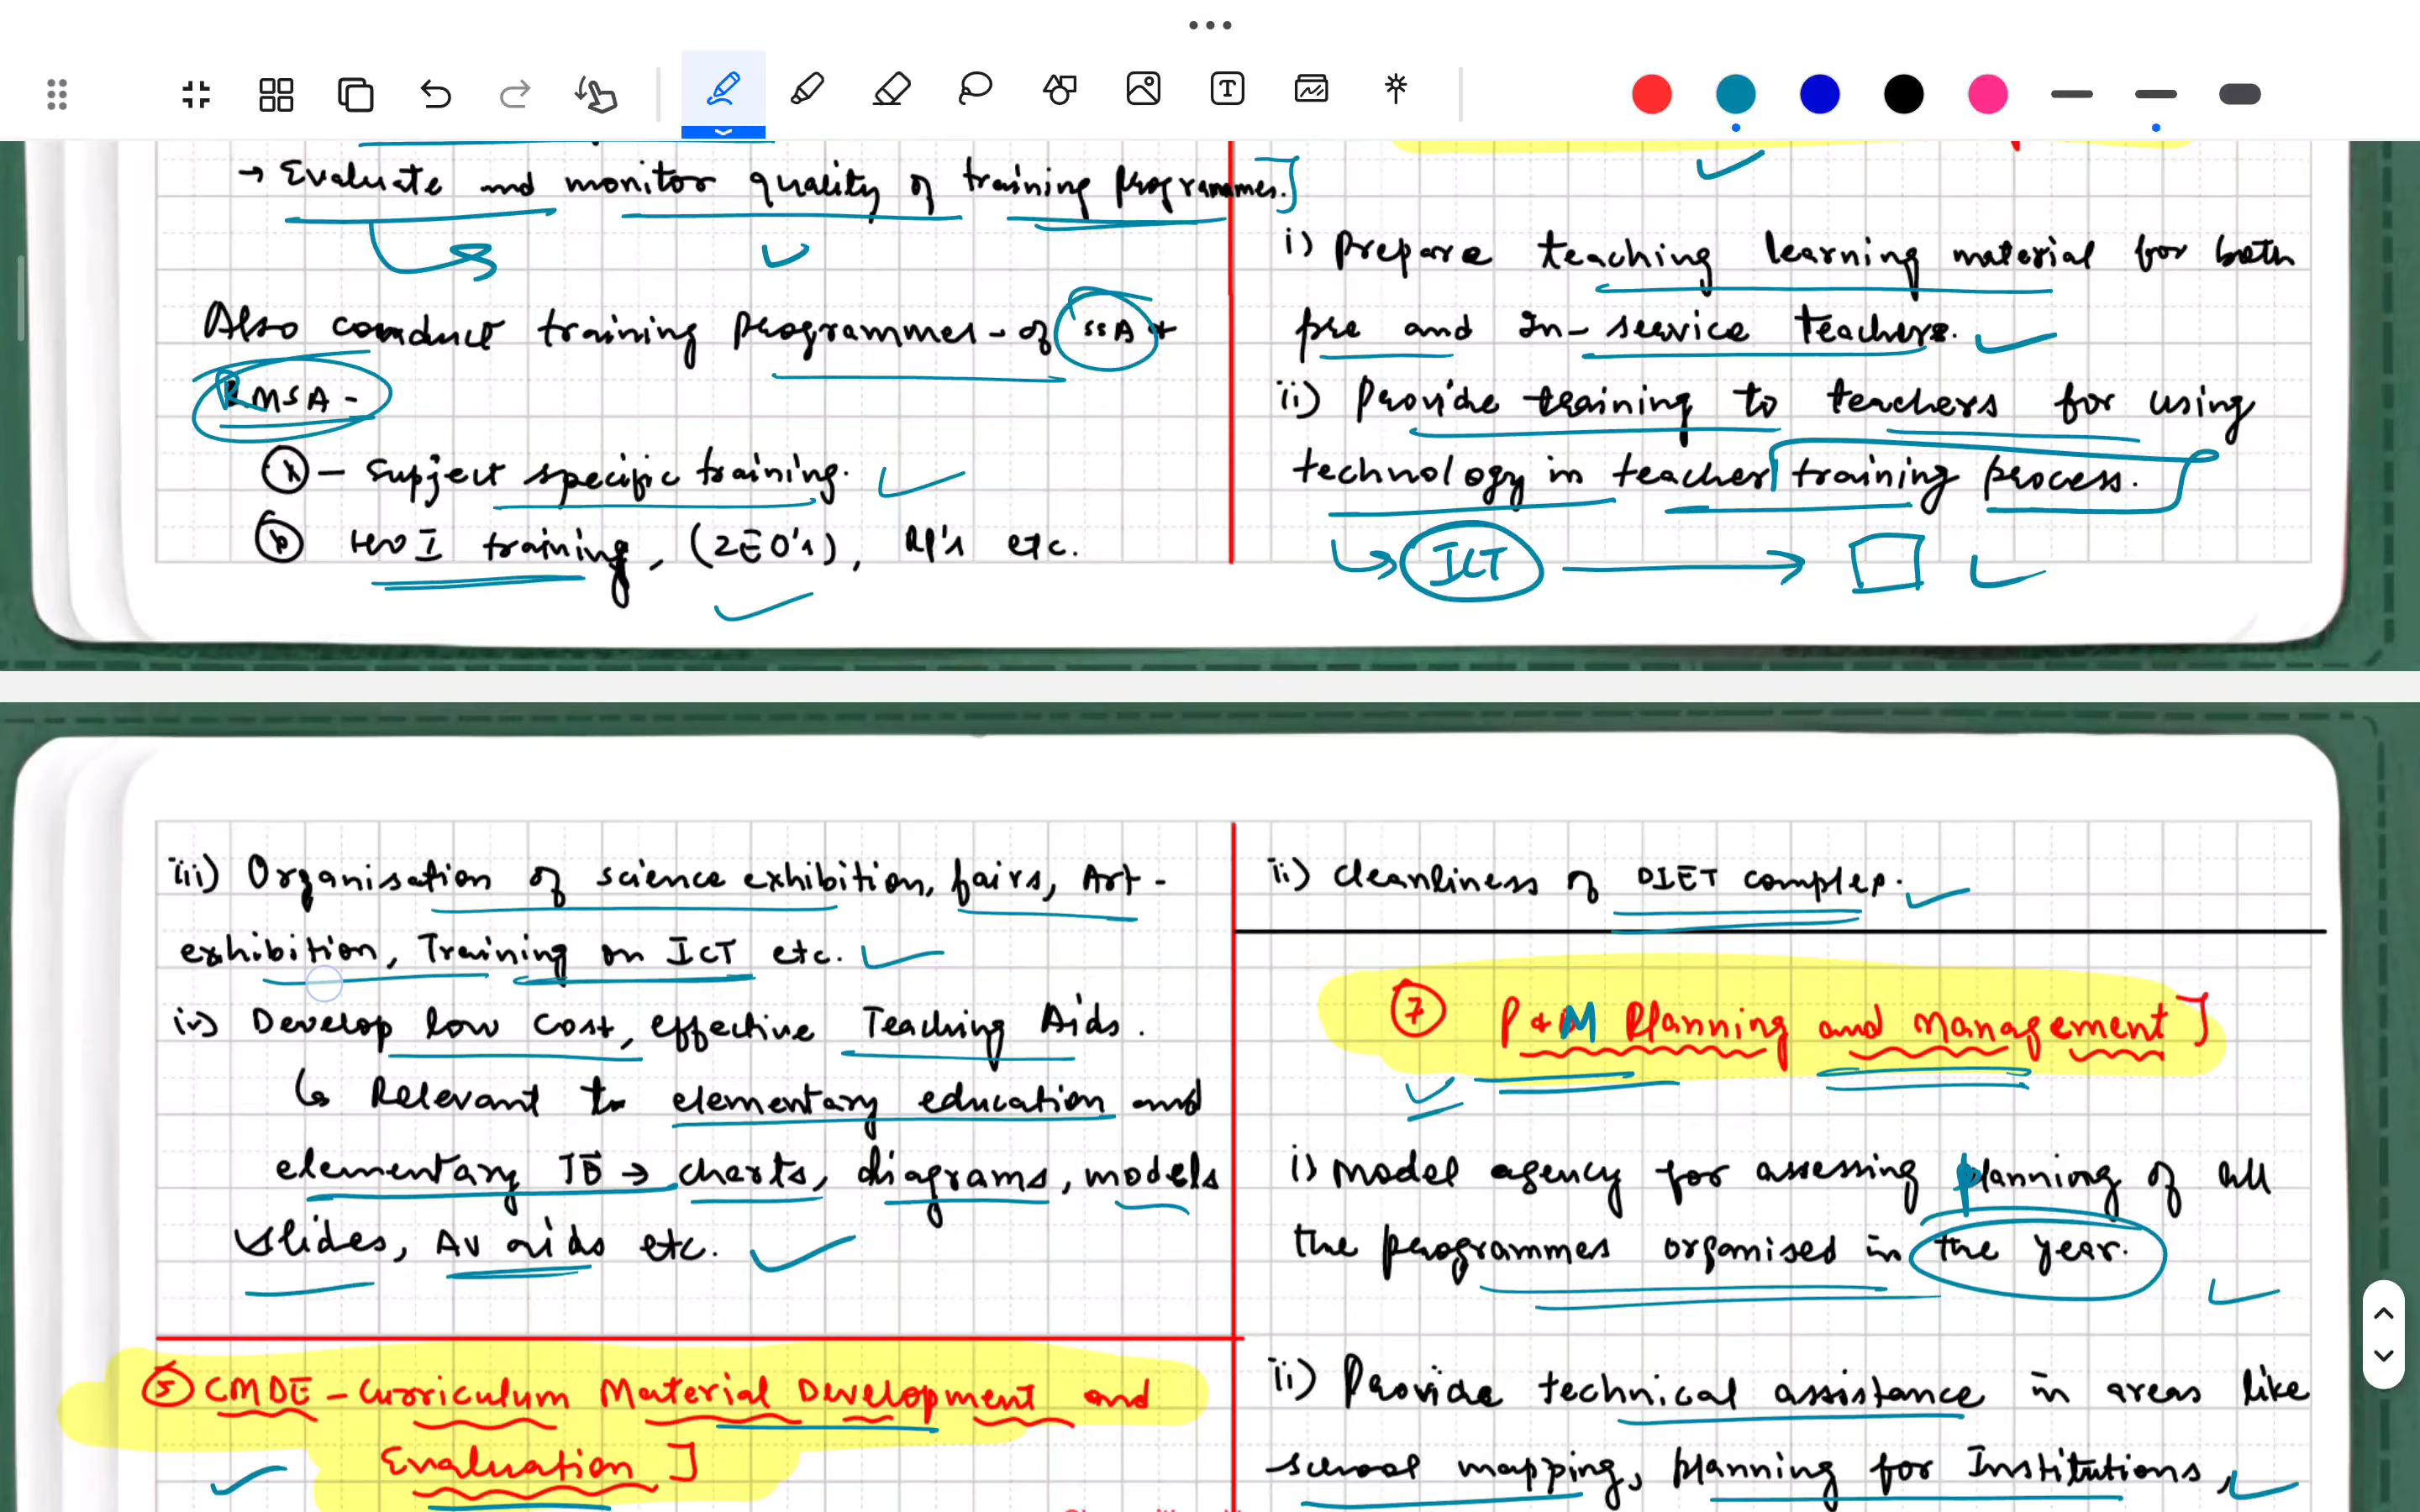 → Evaluate and monitor quality of training programmes.]
Also conduct training programmes - of SSA +
RMSA -
(a) - Supject specific training.
(b) HOI training, (ZEO's), RP's etc.
i) Prepare teaching learning material for both
pre and In-service teachers.
ii) Provide training to teachers for using
technology in teacher training process.
↳ ICT →
iii) Organisation of science exhibition, fairs, Art -
exhibition, Training on ICT etc.
iv) Develop low cost, effective Teaching Aids.
↳ Relevant to elementary education and
elementary TE → charts, diagrams, models
slides, AV aids etc.
⑤ CMDE - Curriculum Material Development and
Evaluation ]
ii) cleanliness of DIET complex.
⑦ P & M Planning and Management]
i) Model agency for assessing planning of all
the programmes organised in the year.
ii) Provide technical assistance in areas like
school mapping, planning for Institutions,